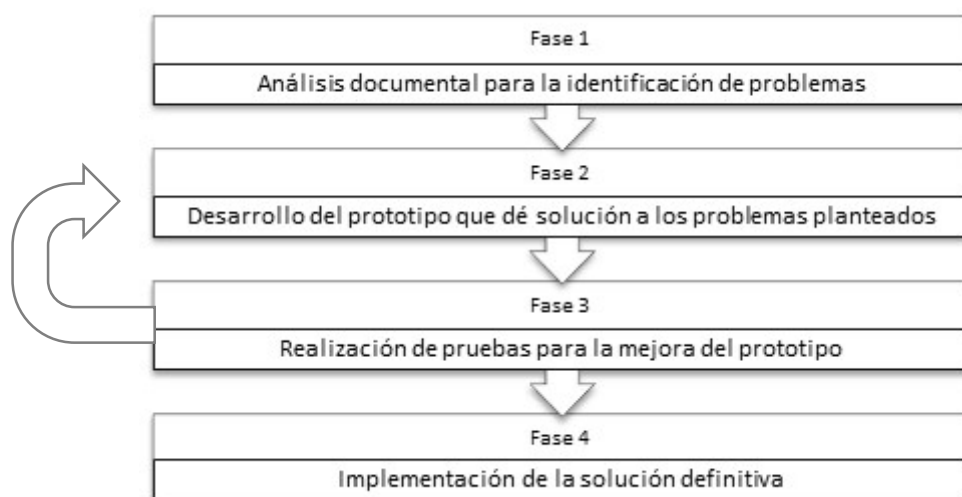 Fase 1
Análisis documental para la identificación de problemas
Fase 2
Desarrollo del prototipo que dé solución a los problemas planteados
Fase 3
Realización de pruebas para la mejora del prototipo
Fase 4
Implementación de la solución definitiva